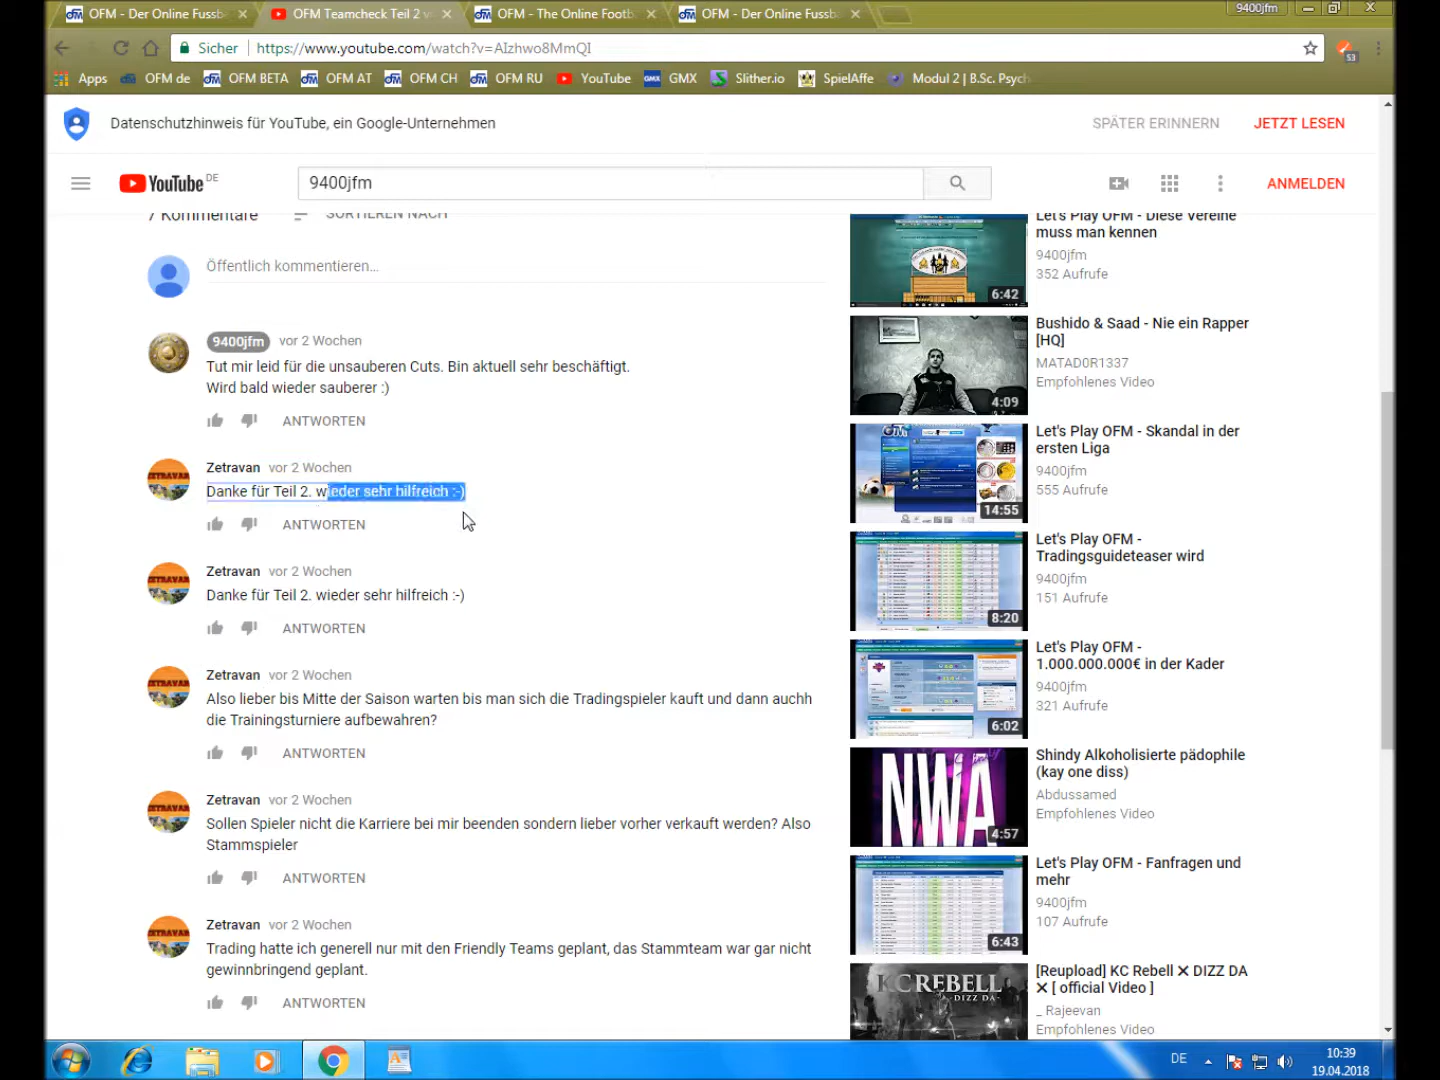 OFM - Der Online Fussb
OFM Teamcheck Teil 2 v
OFM - The Online Footb
OFM - Der Online Fussb
9400jfm
Sicher
https://www.youtube.com/watch?v=AIzhwo8MmQI
53
Apps
OFM de
OFM BETA
OFM AT
OFM CH
OFM RU
YouTube
GMX
Slither.io
SpielAffe
Modul 2 | B.Sc. Psych
Datenschutzhinweis für YouTube, ein Google-Unternehmen
SPÄTER ERINNERN
JETZT LESEN
YouTube DE
9400jfm
ANMELDEN
7 Kommentare
SORTIEREN NACH
Öffentlich kommentieren...
9400jfm vor 2 Wochen
Tut mir leid für die unsauberen Cuts. Bin aktuell sehr beschäftigt.
Wird bald wieder sauberer :)
ANTWORTEN
Zetravan vor 2 Wochen
Danke für Teil 2. wieder sehr hilfreich :-)
ANTWORTEN
Zetravan vor 2 Wochen
Danke für Teil 2. wieder sehr hilfreich :-)
ANTWORTEN
Zetravan vor 2 Wochen
Also lieber bis Mitte der Saison warten bis man sich die Tradingspieler kauft und dann auchh
die Trainingsturniere aufbewahren?
ANTWORTEN
Zetravan vor 2 Wochen
Sollen Spieler nicht die Karriere bei mir beenden sondern lieber vorher verkauft werden? Also
Stammspieler
ANTWORTEN
Zetravan vor 2 Wochen
Trading hatte ich generell nur mit den Friendly Teams geplant, das Stammteam war gar nicht
gewinnbringend geplant.
ANTWORTEN
Let's Play OFM - Diese Vereine
muss man kennen
9400jfm
352 Aufrufe
6:42
Bushido & Saad - Nie ein Rapper
[HQ]
MATAD0R1337
Empfohlenes Video
4:09
Let's Play OFM - Skandal in der
ersten Liga
9400jfm
555 Aufrufe
14:55
Let's Play OFM -
Tradingsguideteaser wird
9400jfm
151 Aufrufe
8:20
Let's Play OFM -
1.000.000.000€ in der Kader
9400jfm
321 Aufrufe
6:02
Shindy Alkoholisierte pädophile
(kay one diss)
Abdussamed
Empfohlenes Video
NWA
4:57
Let's Play OFM - Fanfragen und
mehr
9400jfm
107 Aufrufe
6:43
[Reupload] KC Rebell ✕ DIZZ DA
✕ [ official Video ]
_ Rajeevan
Empfohlenes Video
KC REBELL
- DIZZ DA-
DE
10:39
19.04.2018